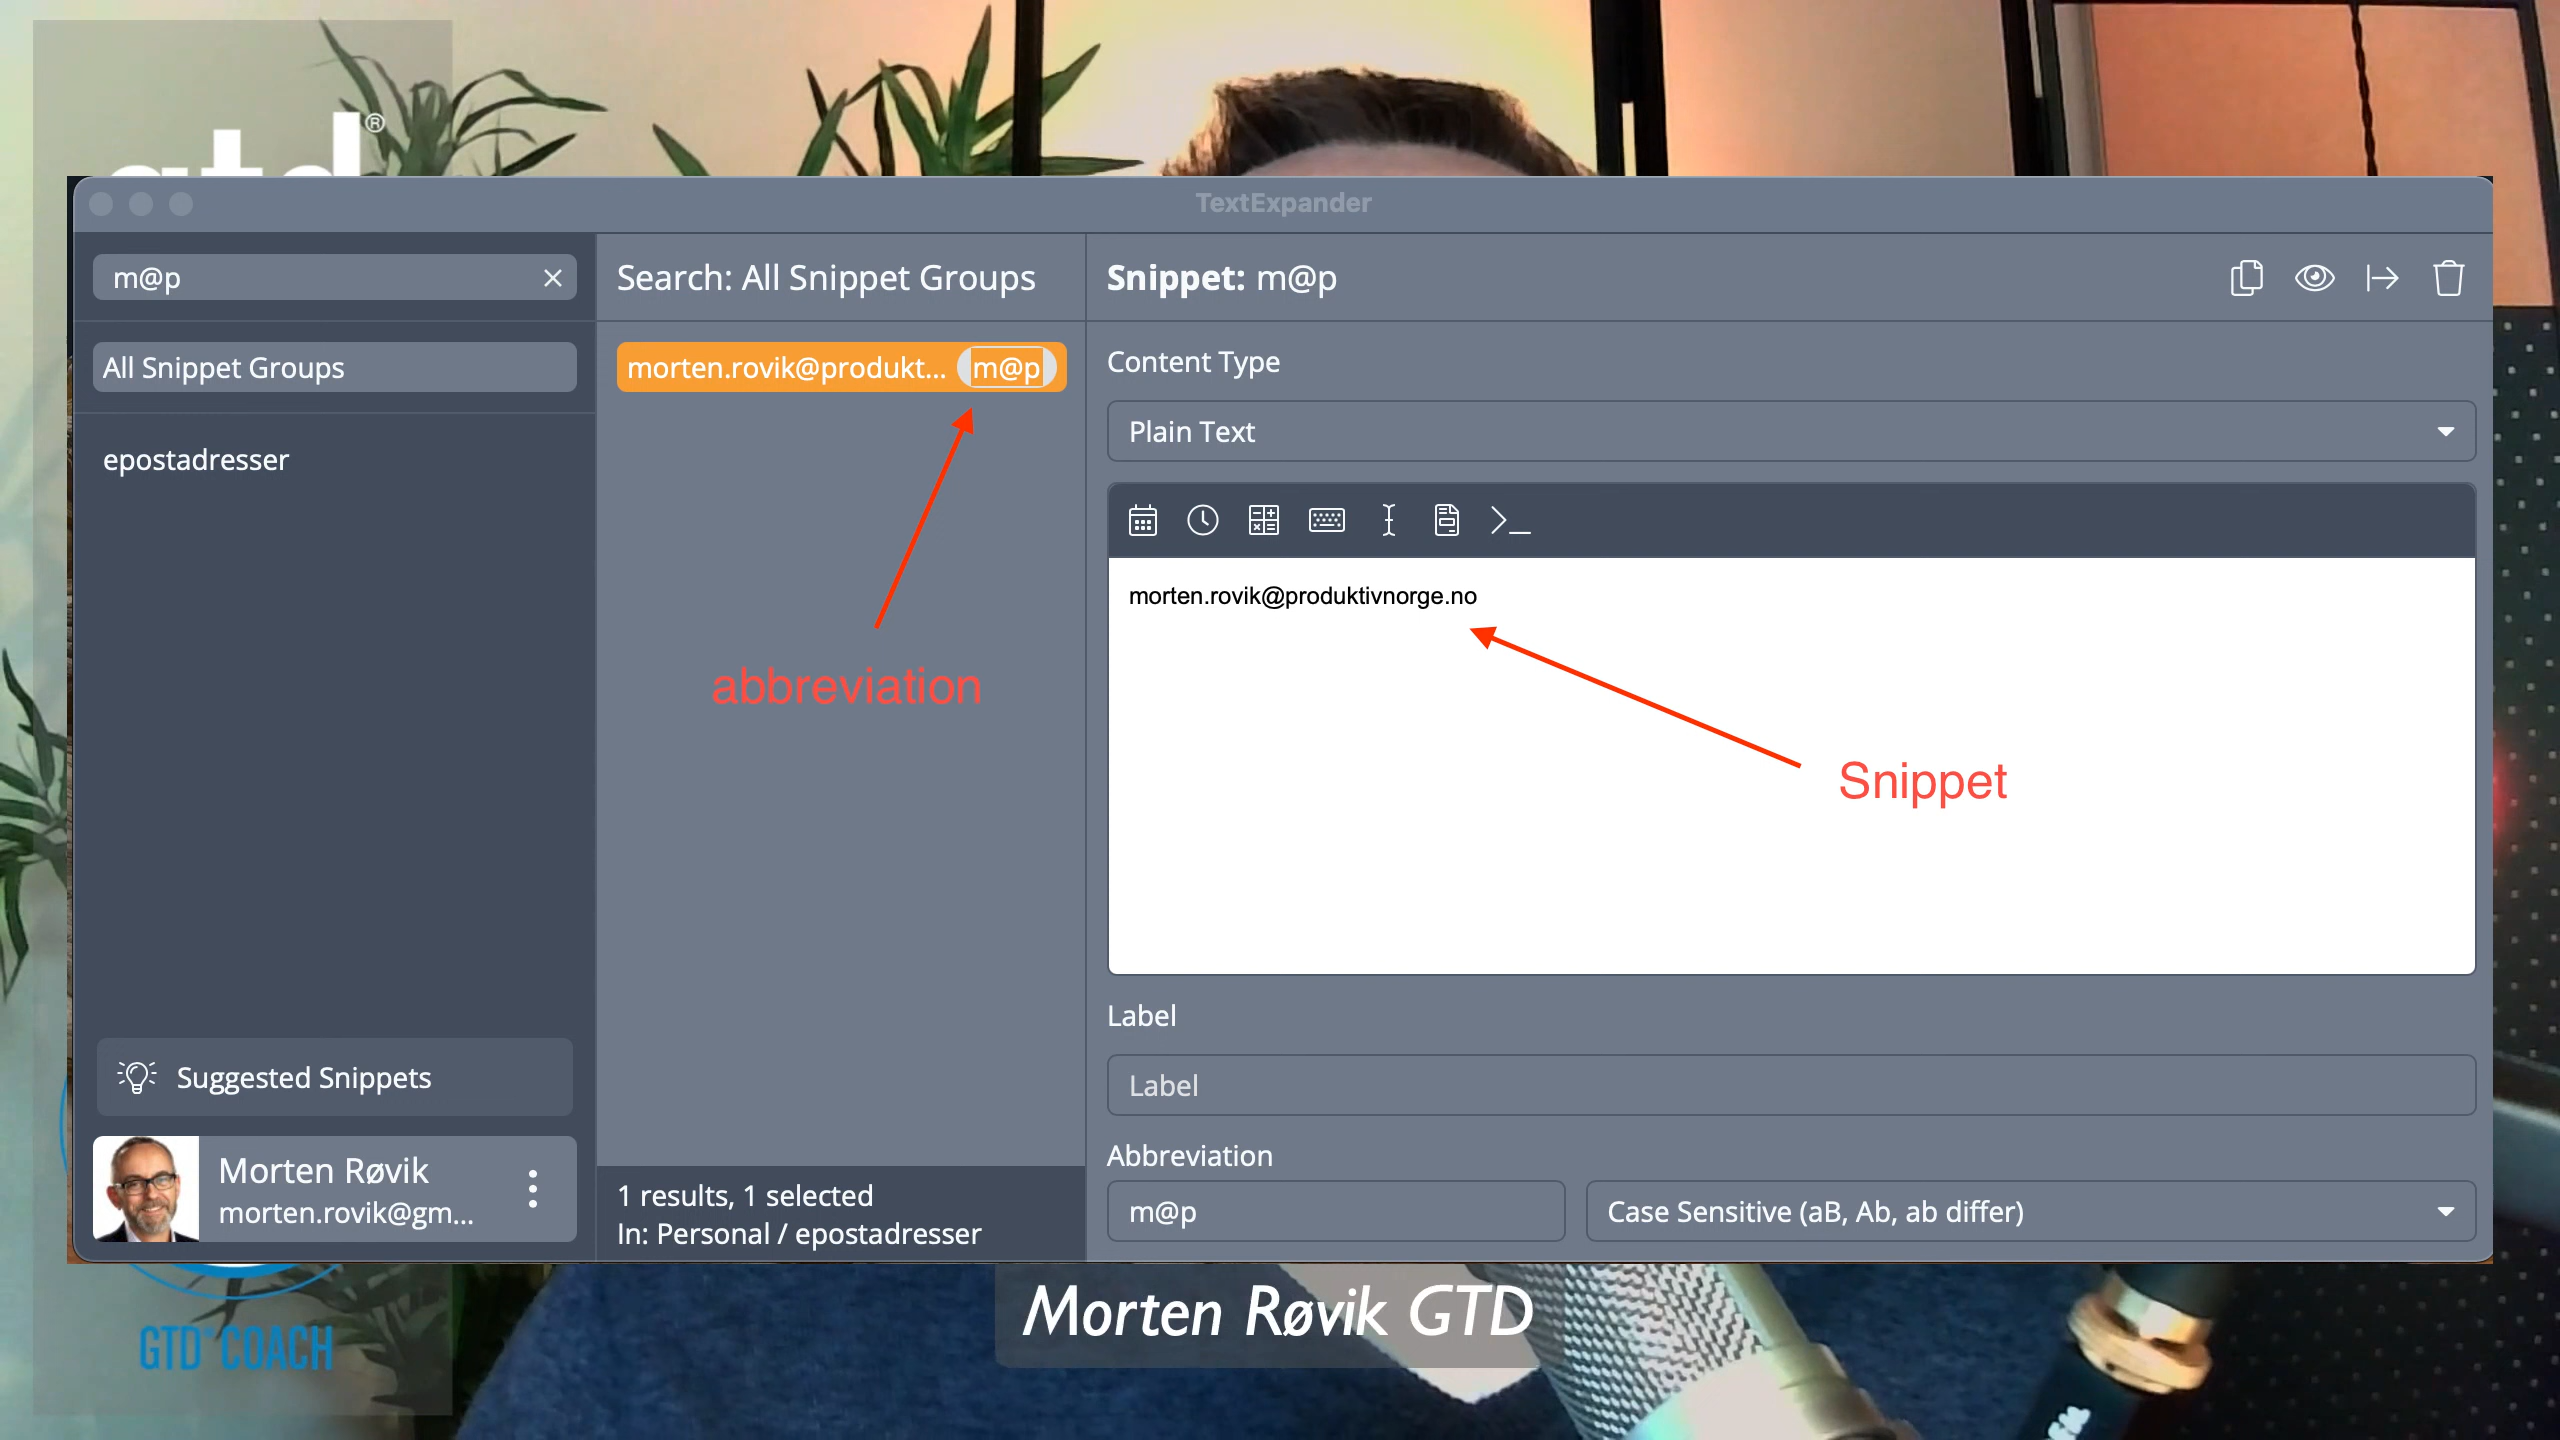 gtd®
TextExpander
m@p
Search: All Snippet Groups
Snippet: m@p
All Snippet Groups
morten.rovik@produkt... m@p
Content Type
Plain Text
epostadresser
morten.rovik@produktivnorge.no
abbreviation
Snippet
Label
Label
Suggested Snippets
Abbreviation
Morten Røvik
morten.rovik@gm...
1 results, 1 selected
In: Personal / epostadresser
m@p
Case Sensitive (aB, Ab, ab differ)
Morten Røvik GTD
GTD® COACH